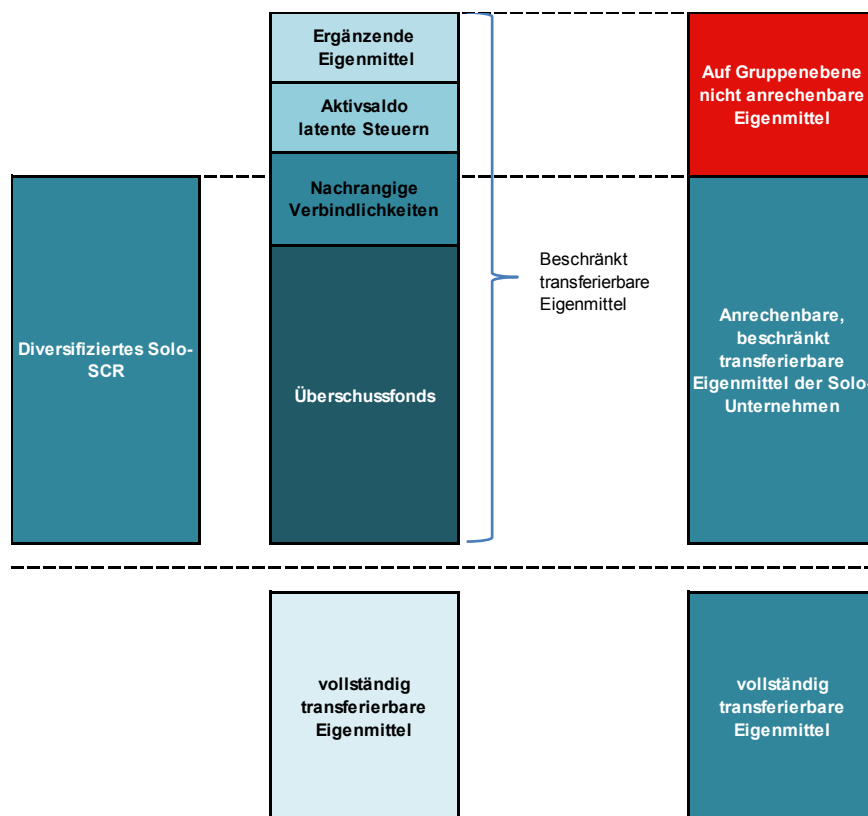 Ergänzende
Eigenmittel
Aktivsaldo
latente Steuern
Nachrangige
Verbindlichkeiten
Überschussfonds
Diversifiziertes Solo-
SCR
Beschränkt
transferierbare
Eigenmittel
Auf Gruppenebene
nicht anrechenbare
Eigenmittel
Anrechenbare,
beschränkt
transferierbare
Eigenmittel der Solo-
Unternehmen
vollständig
transferierbare
Eigenmittel
vollständig
transferierbare
Eigenmittel